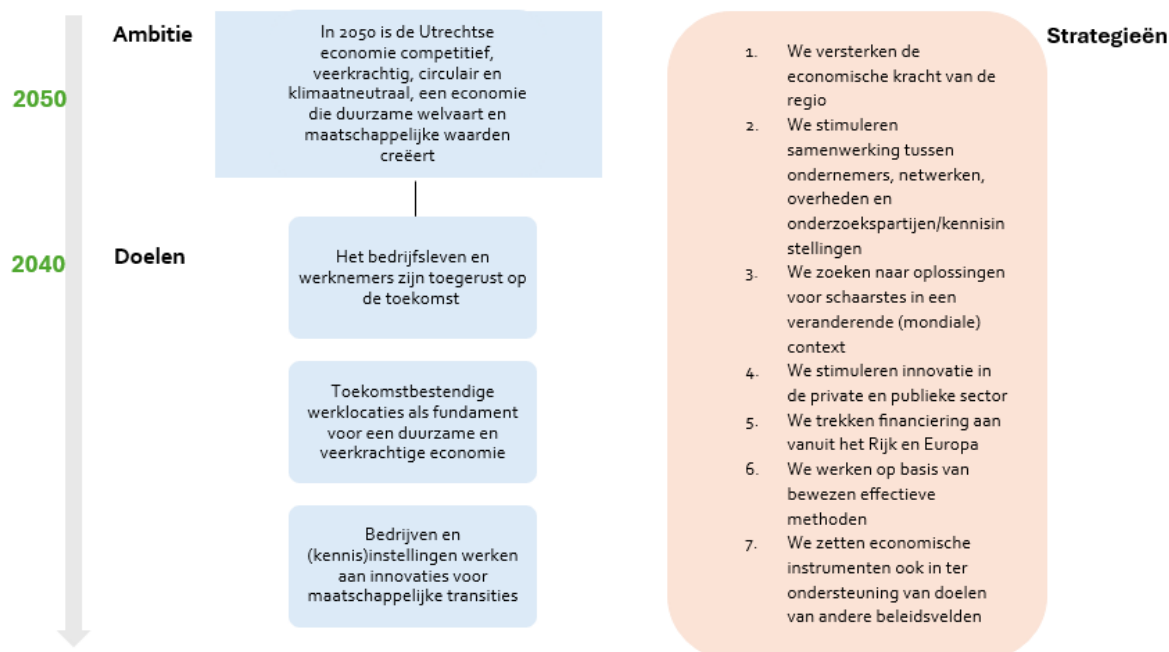 Ambitie
2050
In 2050 is de Utrechtse
economie competitief,
veerkrachtig, circulair en
klimaatneutraal, een economie
die duurzame welvaart en
maatschappelijke waarden
creëert
2040
Doelen
Het bedrijfsleven en
werknemers zijn toegerust op
de toekomst
Toekomstbestendige
werklocaties als fundament
voor een duurzame en
veerkrachtige economie
Bedrijven en
(kennis)instellingen werken
aan innovaties voor
maatschappelijke transities
Strategieën
1. We versterken de
economische kracht van de
regio
2. We stimuleren
samenwerking tussen
ondernemers, netwerken,
overheden en
onderzoekspartijen/kennisin
stellingen
3. We zoeken naar oplossingen
voor schaarstes in een
veranderende (mondiale)
context
4. We stimuleren innovatie in
de private en publieke sector
5. We trekken financiering aan
vanuit het Rijk en Europa
6. We werken op basis van
bewezen effectieve
methoden
7. We zetten economische
instrumenten ook in ter
ondersteuning van doelen
van andere beleidsvelden